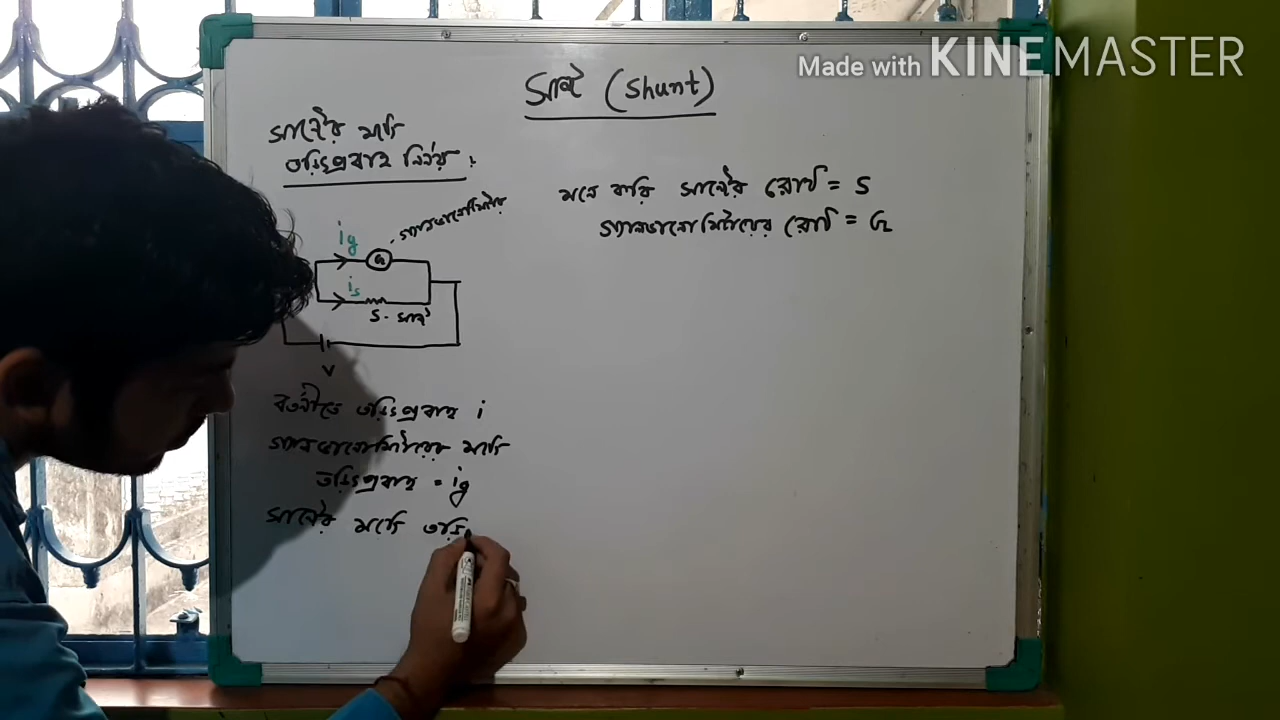 Made with KINEMASTER
সান্ট (Shunt)
সান্টের মধ্যে
তড়িৎপ্রবাহ নির্ণয় :
মনে করি সান্টের রোধ = S
গ্যালভানোমিটারের রোধ = G
গ্যালভানোমিটার
ig
G
is
S - সান্ট
V
বর্তনীতে তড়িৎপ্রবাহ i
গ্যালভানোমিটারের মধ্যে
তড়িৎপ্রবাহ = ig
সান্টের মধ্যে তড়ি